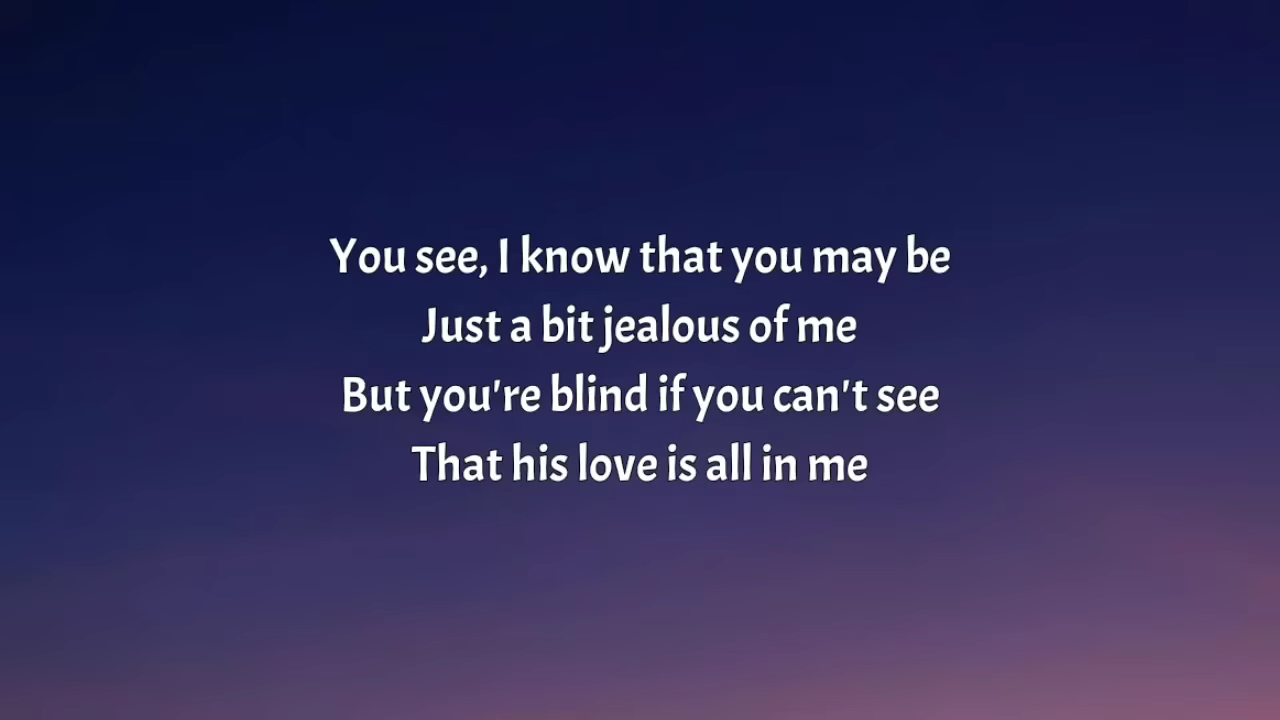 You see, I know that you may be
Just a bit jealous of me
But you're blind if you can't see
That his love is all in me